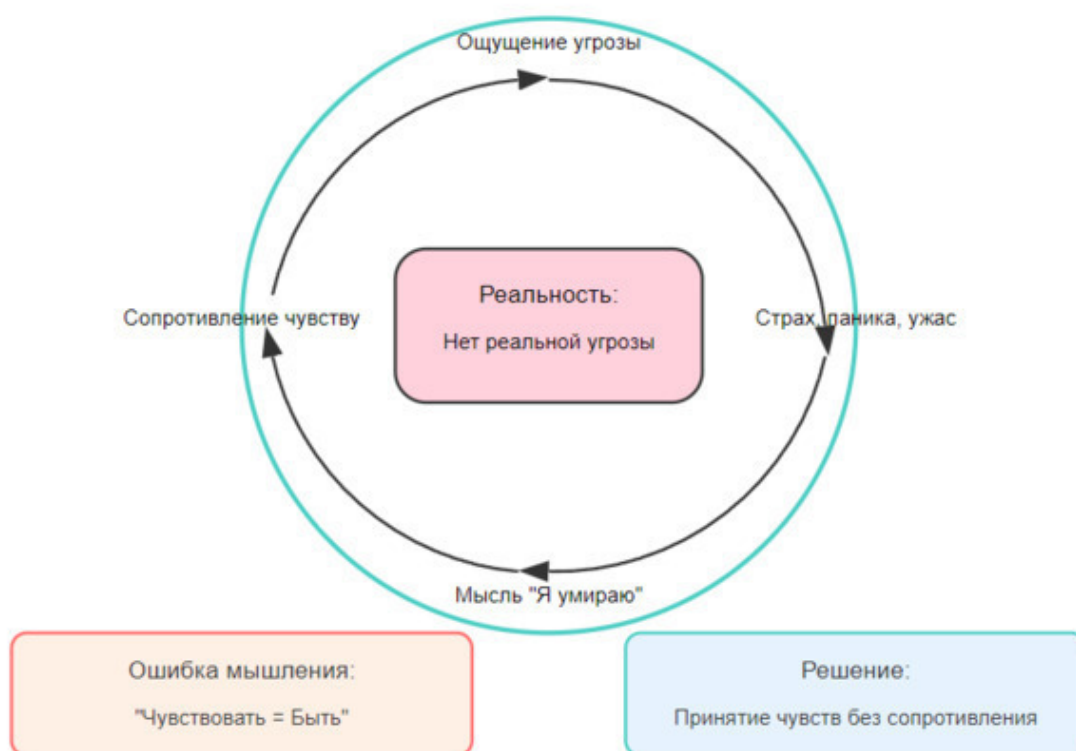 Ощущение угрозы
Реальность:
Нет реальной угрозы
Сопротивление чувству
Страх, паника, ужас
Мысль "Я умираю"
Ошибка мышления:
"Чувствовать = Быть"
Решение:
Принятие чувств без сопротивления